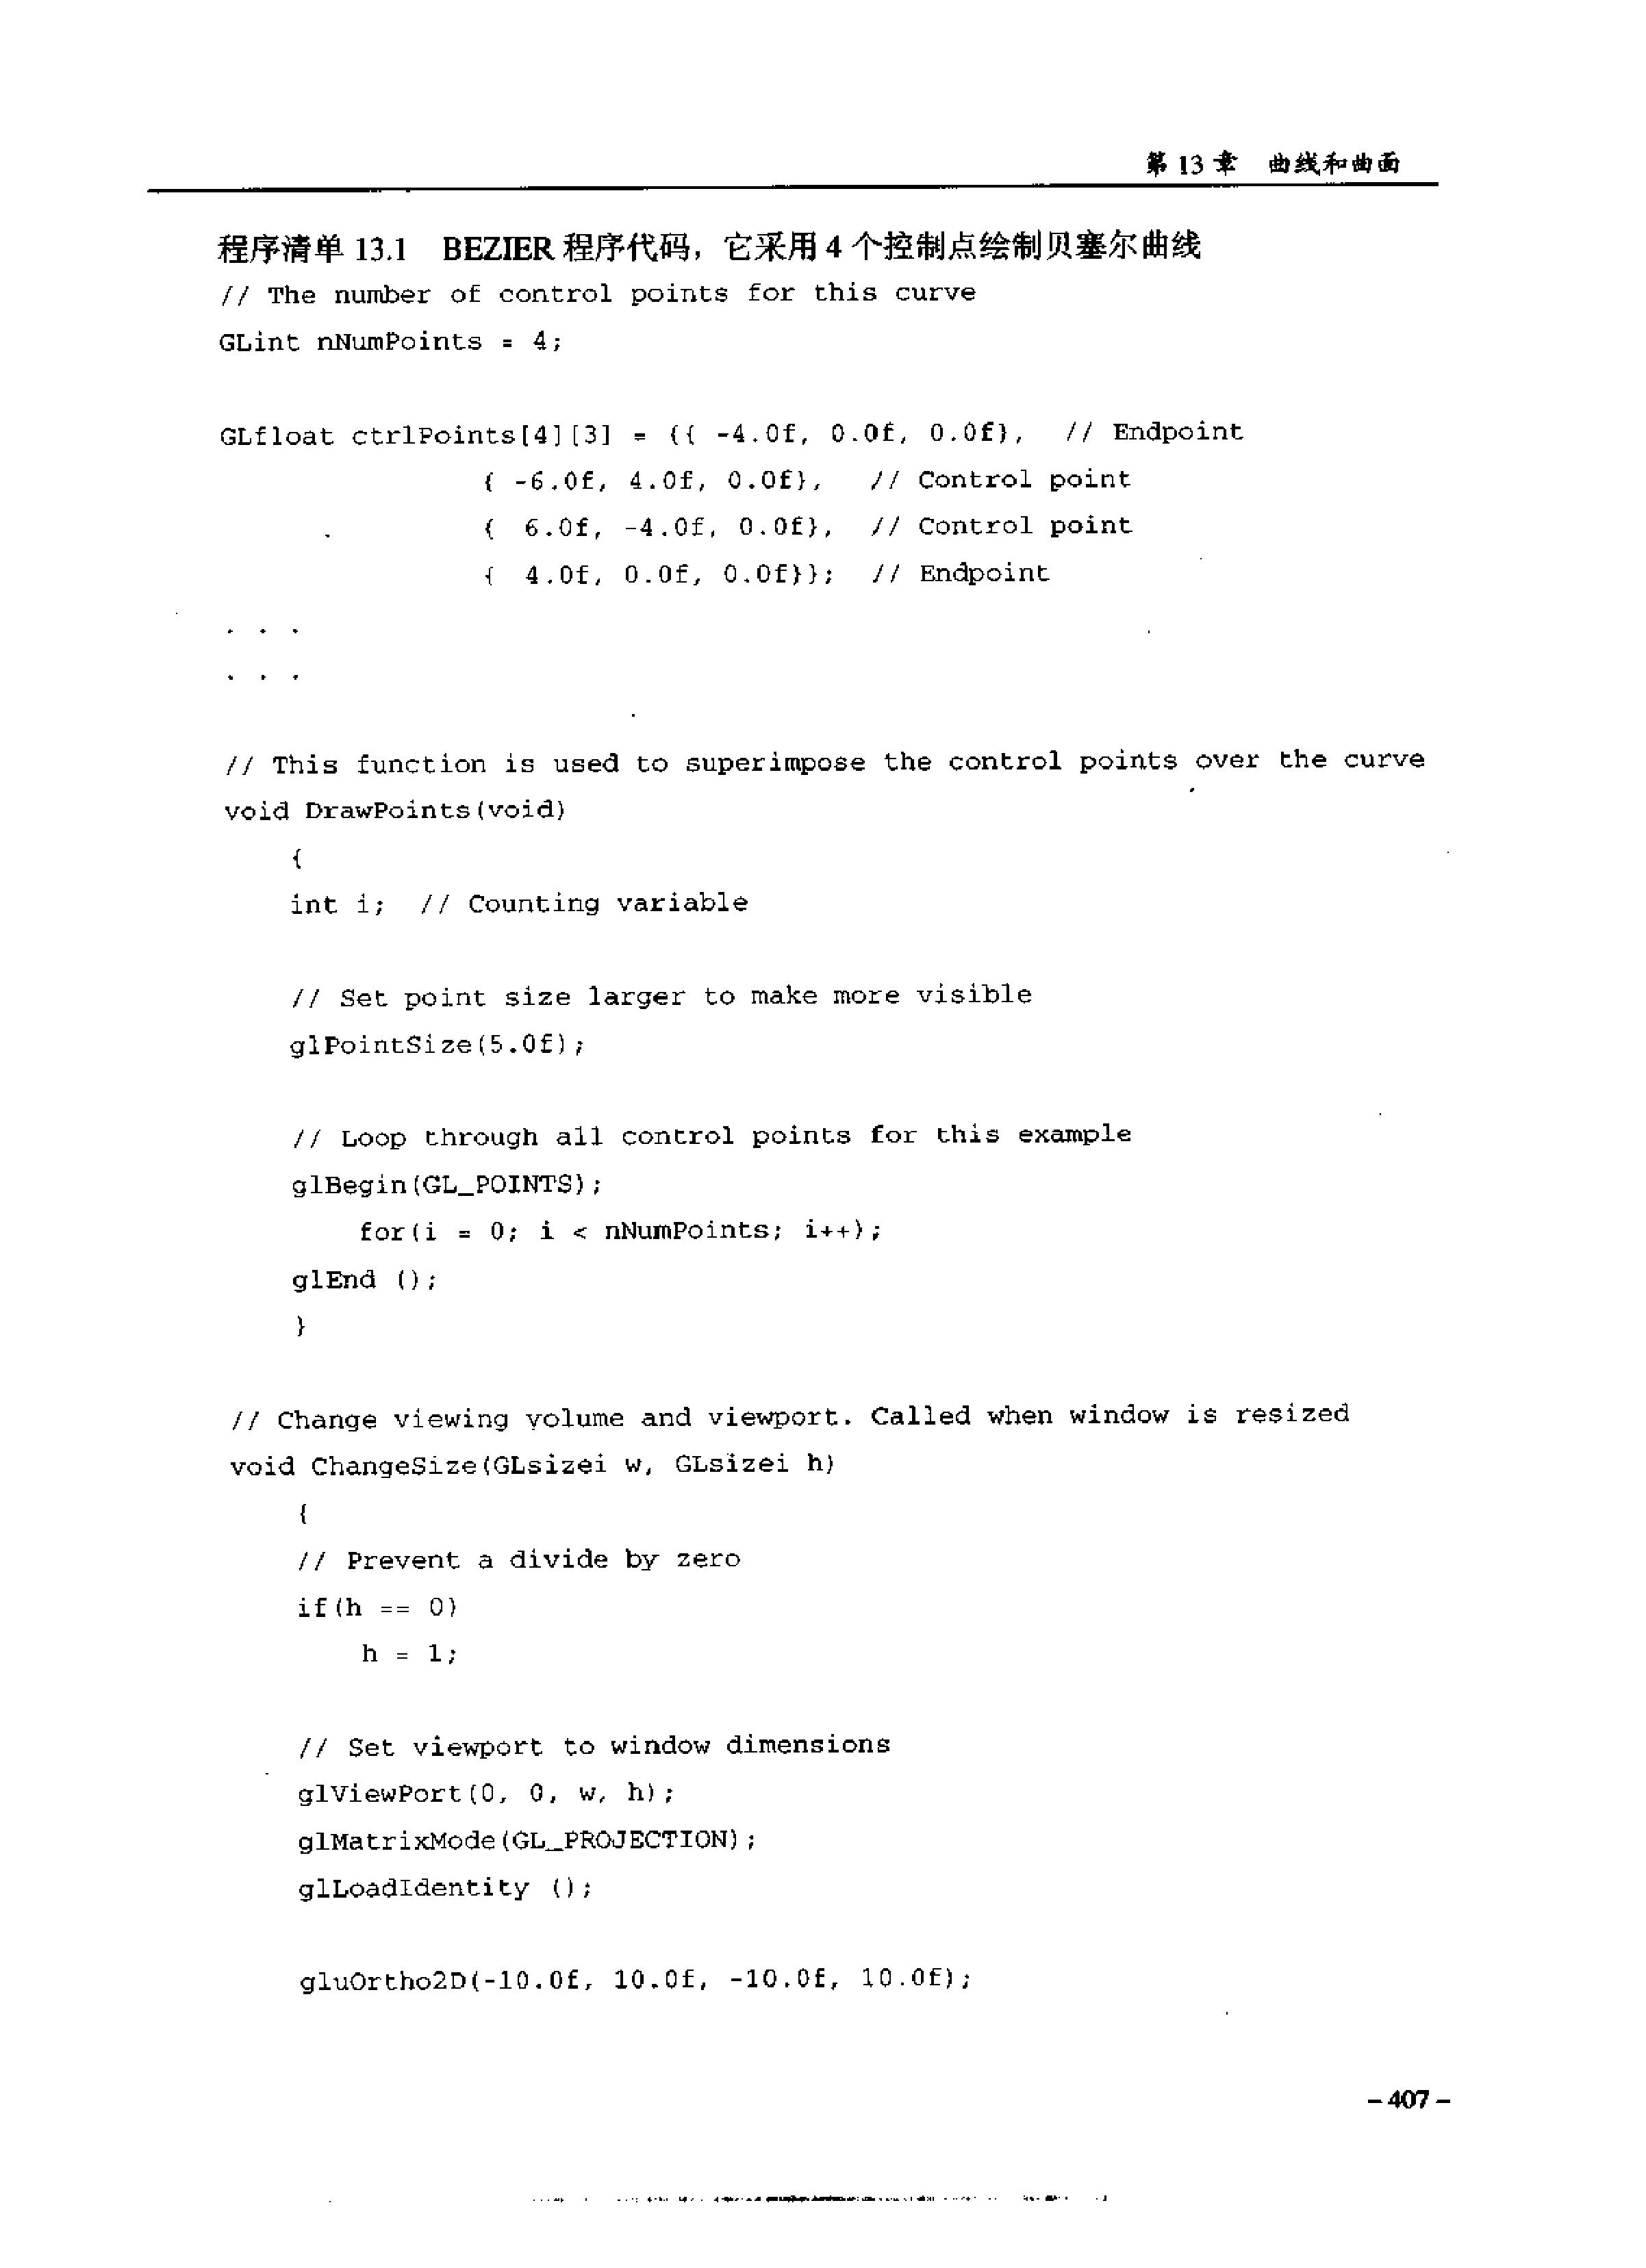 第 13 章 曲线和曲面
程序清单 13.1 BEZIER 程序代码，它采用 4 个控制点绘制贝塞尔曲线
// The number of control points for this curve
GLint nNumPoints = 4;
GLfloat ctrlPoints[4][3] = {{ -4.0f, 0.0f, 0.0f}, // Endpoint
{ -6.0f, 4.0f, 0.0f}, // Control point
{ 6.0f, -4.0f, 0.0f}, // Control point
{ 4.0f, 0.0f, 0.0f}}; // Endpoint
. . .
. . .
// This function is used to superimpose the control points over the curve
void DrawPoints(void)
{
int i; // Counting variable
// Set point size larger to make more visible
glPointSize(5.0f);
// Loop through all control points for this example
glBegin(GL_POINTS);
for(i = 0; i < nNumPoints; i++);
glEnd ();
}
// Change viewing volume and viewport. Called when window is resized
void ChangeSize(GLsizei w, GLsizei h)
{
// Prevent a divide by zero
if(h == 0)
h = 1;
// Set viewport to window dimensions
glViewPort(0, 0, w, h);
glMatrixMode(GL_PROJECTION);
glLoadIdentity ();
gluOrtho2D(-10.0f, 10.0f, -10.0f, 10.0f);
- 407 -